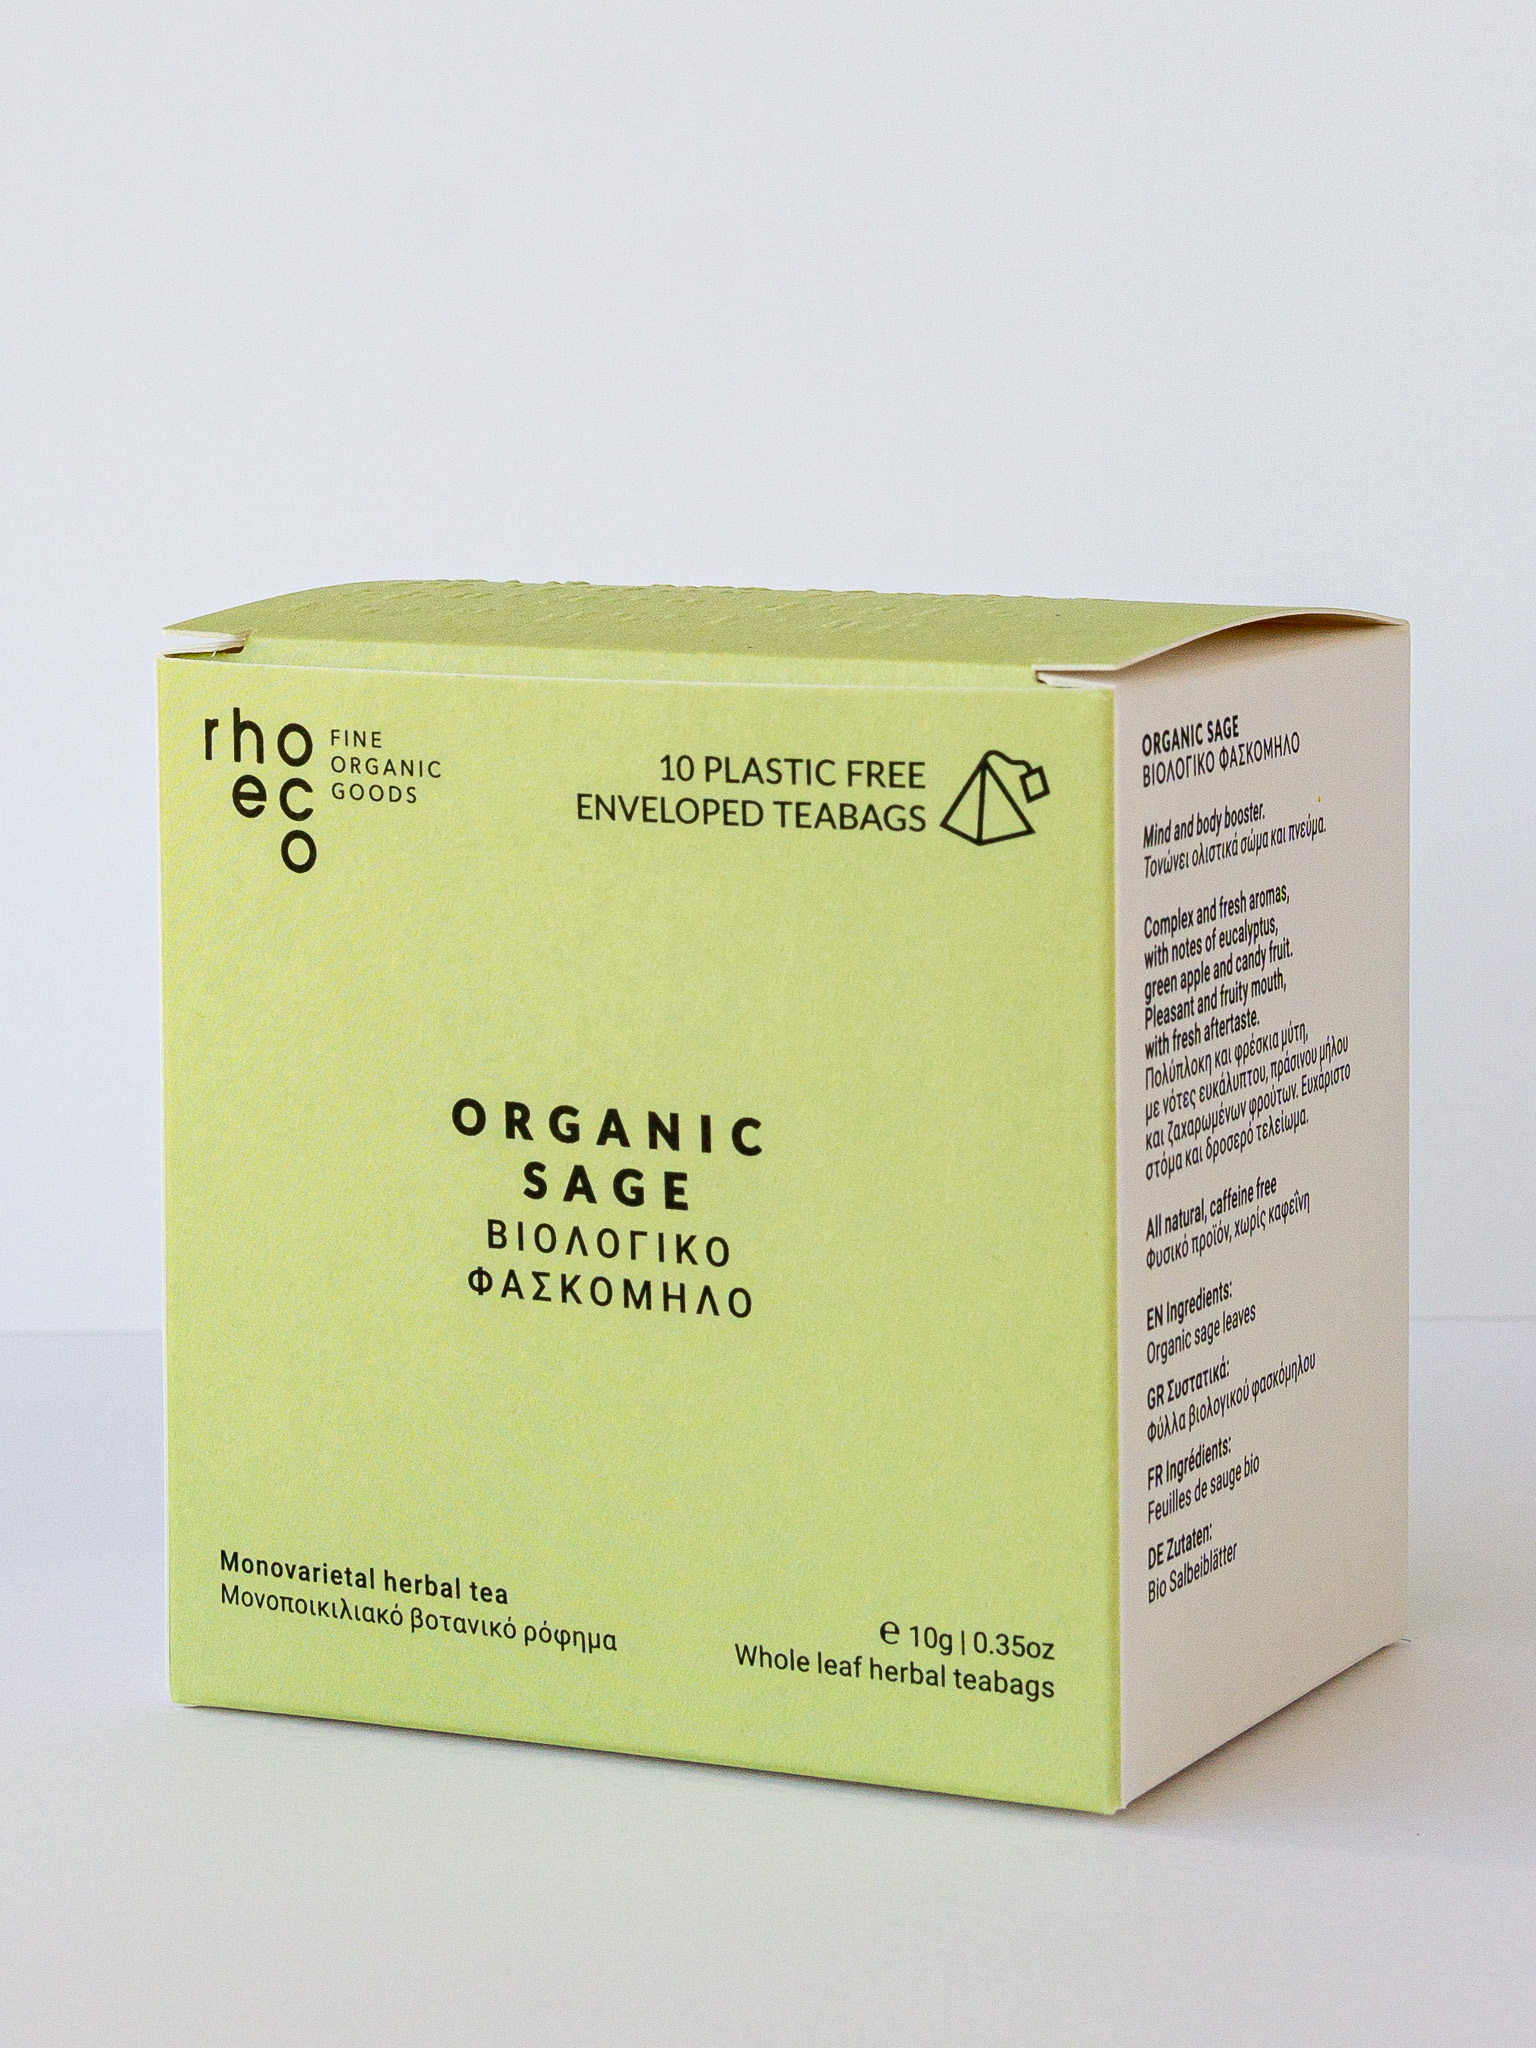 rho
eco
FINE
ORGANIC
GOODS
10 PLASTIC FREE
ENVELOPED TEABAGS
ORGANIC
SAGE
ΒΙΟΛΟΓΙΚΟ
ΦΑΣΚΟΜΗΛΟ
Monovarietal herbal tea
Μονοποικιλιακό βοτανικό ρόφημα
℮ 10g | 0.35oz
Whole leaf herbal teabags
ORGANIC SAGE
ΒΙΟΛΟΓΙΚΟ ΦΑΣΚΟΜΗΛΟ
Mind and body booster.
Τονώνει ολιστικά σώμα και πνεύμα.
Complex and fresh aromas,
with notes of eucalyptus,
green apple and candy fruit.
Pleasant and fruity mouth,
with fresh aftertaste.
Πολύπλοκη και φρέσκια μύτη,
με νότες ευκάλυπτου, πράσινου μήλου
και ζαχαρωμένων φρούτων. Ευχάριστο
στόμα και δροσερό τελείωμα.
All natural, caffeine free
Φυσικό προϊόν, χωρίς καφεΐνη
EN Ingredients:
Organic sage leaves
GR Συστατικά:
Φύλλα βιολογικού φασκόμηλου
FR Ingrédients:
Feuilles de sauge bio
DE Zutaten:
Bio Salbeiblätter